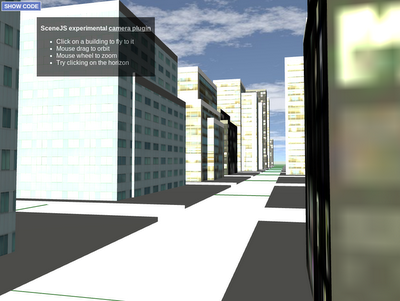 SHOW CODE
SceneJS experimental camera plugin
Click on a building to fly to it
Mouse drag to orbit
Mouse wheel to zoom
Try clicking on the horizon